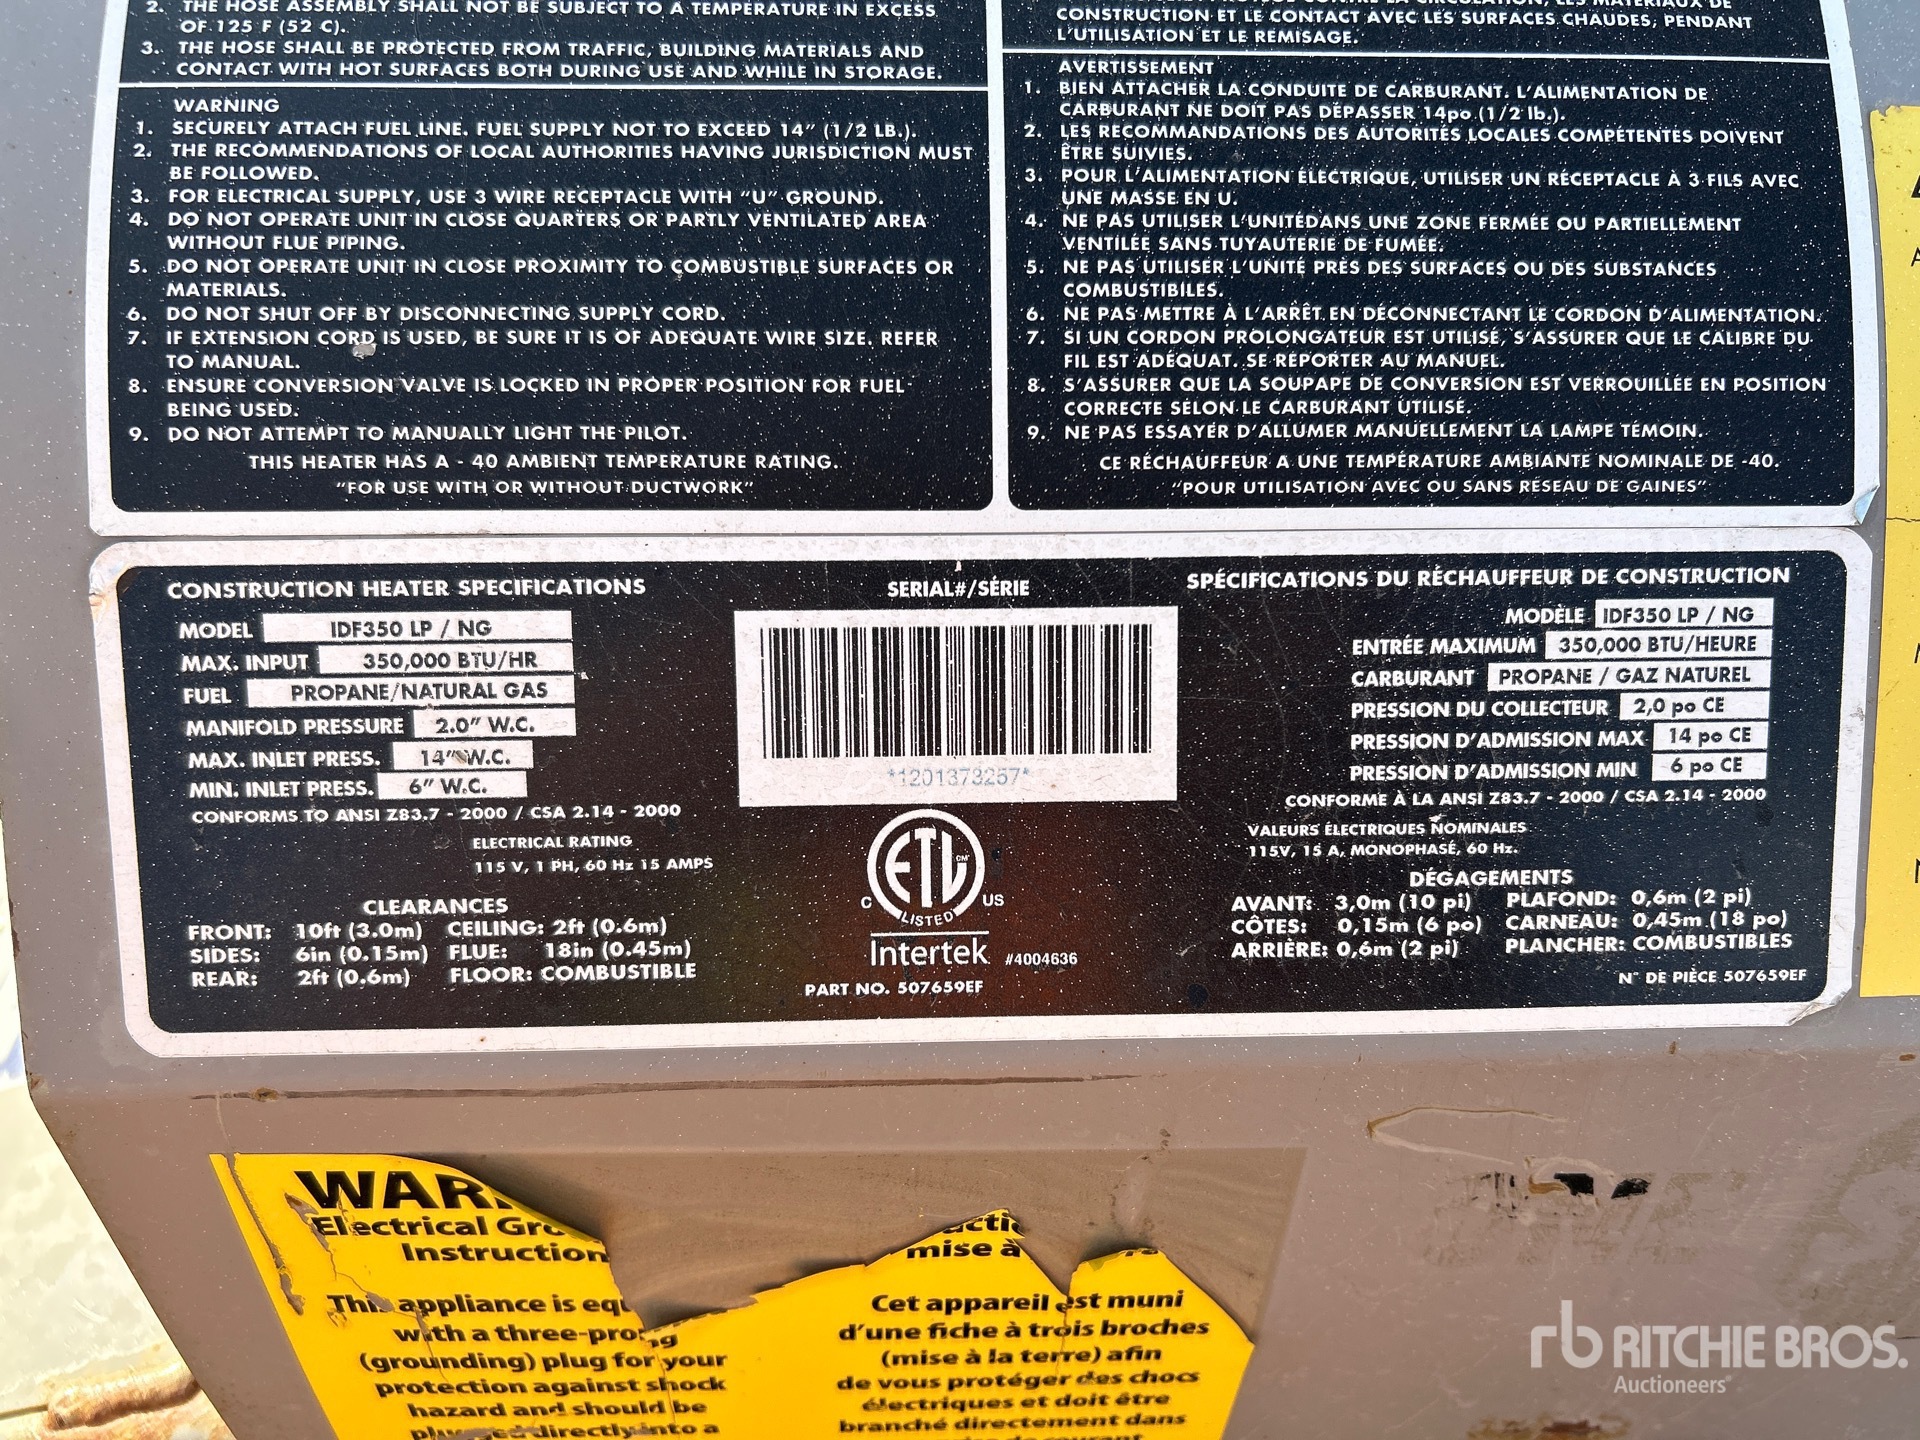 2. THE HOSE ASSEMBLY SHALL NOT BE SUBJECT TO A TEMPERATURE IN EXCESS
OF 125 F (52 C).
3. THE HOSE SHALL BE PROTECTED FROM TRAFFIC, BUILDING MATERIALS AND
CONTACT WITH HOT SURFACES BOTH DURING USE AND WHILE IN STORAGE.
WARNING
1. SECURELY ATTACH FUEL LINE. FUEL SUPPLY NOT TO EXCEED 14" (1/2 LB.).
2. THE RECOMMENDATIONS OF LOCAL AUTHORITIES HAVING JURISDICTION MUST
BE FOLLOWED.
3. FOR ELECTRICAL SUPPLY, USE 3 WIRE RECEPTACLE WITH "U" GROUND.
4. DO NOT OPERATE UNIT IN CLOSE QUARTERS OR PARTLY VENTILATED AREA
WITHOUT FLUE PIPING.
5. DO NOT OPERATE UNIT IN CLOSE PROXIMITY TO COMBUSTIBLE SURFACES OR
MATERIALS.
6. DO NOT SHUT OFF BY DISCONNECTING SUPPLY CORD.
7. IF EXTENSION CORD IS USED, BE SURE IT IS OF ADEQUATE WIRE SIZE. REFER
TO MANUAL.
8. ENSURE CONVERSION VALVE IS LOCKED IN PROPER POSITION FOR FUEL
BEING USED.
9. DO NOT ATTEMPT TO MANUALLY LIGHT THE PILOT.
THIS HEATER HAS A - 40 AMBIENT TEMPERATURE RATING.
"FOR USE WITH OR WITHOUT DUCTWORK"
CONSTRUCTION ET LE CONTACT AVEC LES SURFACES CHAUDES, PENDANT
L'UTILISATION ET LE REMISAGE.
AVERTISSEMENT
1. BIEN ATTACHER LA CONDUITE DE CARBURANT. L'ALIMENTATION DE
CARBURANT NE DOIT PAS DÉPASSER 14po (1/2 lb.).
2. LES RECOMMANDATIONS DES AUTORITÉS LOCALES COMPÉTENTES DOIVENT
ÊTRE SUIVIES.
3. POUR L'ALIMENTATION ÉLECTRIQUE, UTILISER UN RÉCEPTACLE À 3 FILS AVEC
UNE MASSE EN U.
4. NE PAS UTILISER L'UNITÉDANS UNE ZONE FERMÉE OU PARTIELLEMENT
VENTILÉE SANS TUYAUTERIE DE FUMÉE.
5. NE PAS UTILISER L'UNITÉ PRÈS DES SURFACES OU DES SUBSTANCES
COMBUSTIBILES.
6. NE PAS METTRE À L'ARRÊT EN DÉCONNECTANT LE CORDON D'ALIMENTATION.
7. SI UN CORDON PROLONGATEUR EST UTILISÉ, S'ASSURER QUE LE CALIBRE DU
FIL EST ADÉQUAT. SE REPORTER AU MANUEL.
8. S'ASSURER QUE LA SOUPAPE DE CONVERSION EST VERROUILLÉE EN POSITION
CORRECTE SELON LE CARBURANT UTILISÉ.
9. NE PAS ESSAYER D'ALLUMER MANUELLEMENT LA LAMPE TÉMOIN.
CE RÉCHAUFFEUR A UNE TEMPÉRATURE AMBIANTE NOMINALE DE -40.
"POUR UTILISATION AVEC OU SANS RÉSEAU DE GAINES"
CONSTRUCTION HEATER SPECIFICATIONS
MODEL IDF350 LP / NG
MAX. INPUT 350,000 BTU/HR
FUEL PROPANE/NATURAL GAS
MANIFOLD PRESSURE 2.0" W.C.
MAX. INLET PRESS. 14" W.C.
MIN. INLET PRESS. 6" W.C.
CONFORMS TO ANSI Z83.7 - 2000 / CSA 2.14 - 2000
ELECTRICAL RATING
115 V, 1 PH, 60 Hz 15 AMPS
CLEARANCES
FRONT: 10ft (3.0m) CEILING: 2ft (0.6m)
SIDES: 6in (0.15m) FLUE: 18in (0.45m)
REAR: 2ft (0.6m) FLOOR: COMBUSTIBLE
SERIAL#/SÉRIE
*1201373257*
ETL CM
C LISTED US
Intertek #4004636
PART NO. 507659EF
SPÉCIFICATIONS DU RÉCHAUFFEUR DE CONSTRUCTION
MODÈLE IDF350 LP / NG
ENTRÉE MAXIMUM 350,000 BTU/HEURE
CARBURANT PROPANE / GAZ NATUREL
PRESSION DU COLLECTEUR 2,0 po CE
PRESSION D'ADMISSION MAX 14 po CE
PRESSION D'ADMISSION MIN 6 po CE
CONFORME À LA ANSI Z83.7 - 2000 / CSA 2.14 - 2000
VALEURS ÉLECTRIQUES NOMINALES
115V, 15 A, MONOPHASÉ, 60 Hz.
DÉGAGEMENTS
AVANT: 3,0m (10 pi) PLAFOND: 0,6m (2 pi)
CÔTES: 0,15m (6 po) CARNEAU: 0,45m (18 po)
ARRIÈRE: 0,6m (2 pi) PLANCHER: COMBUSTIBLES
N° DE PIÈCE 507659EF
WAR
Electrical Gro
Instruction
This appliance is equ
with a three-prong
(grounding) plug for your
protection against shock
hazard and should be
plugged directly into a
mise à
Cet appareil est muni
d'une fiche à trois broches
(mise à la terre) afin
de vous protéger des chocs
électriques et doit être
branché directement dans
rb RITCHIE BROS.
Auctioneers